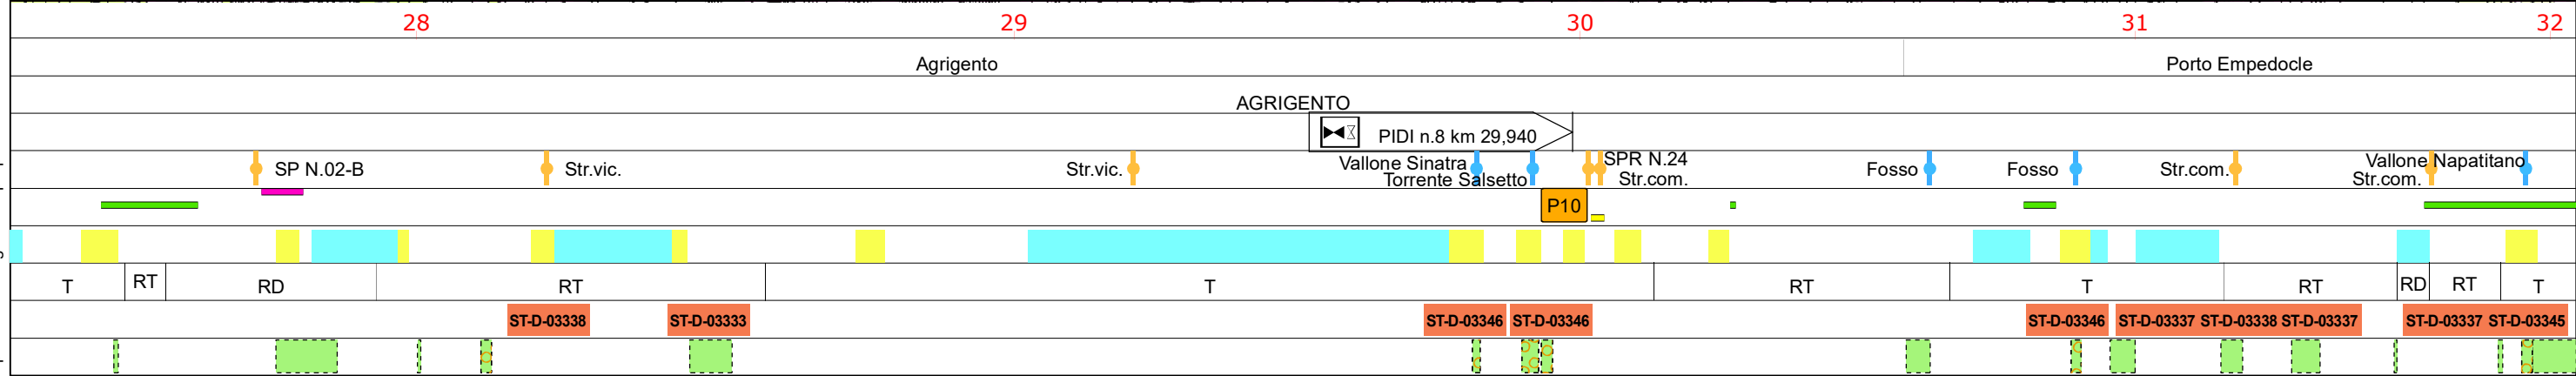 28 29 30 31 32
Agrigento Porto Empedocle
AGRIGENTO
PIDI n.8 km 29,940
SP N.02-B Str.vic. Str.vic. Vallone Sinatra SPR N.24 Fosso Fosso Str.com. Vallone Napatitano
Torrente Salsetto Str.com. Str.com.
P10
T RT RD RT T RT T RT RD RT T
ST-D-03338 ST-D-03333 ST-D-03346 ST-D-03346 ST-D-03346 ST-D-03337 ST-D-03338 ST-D-03337 ST-D-03337 ST-D-03345